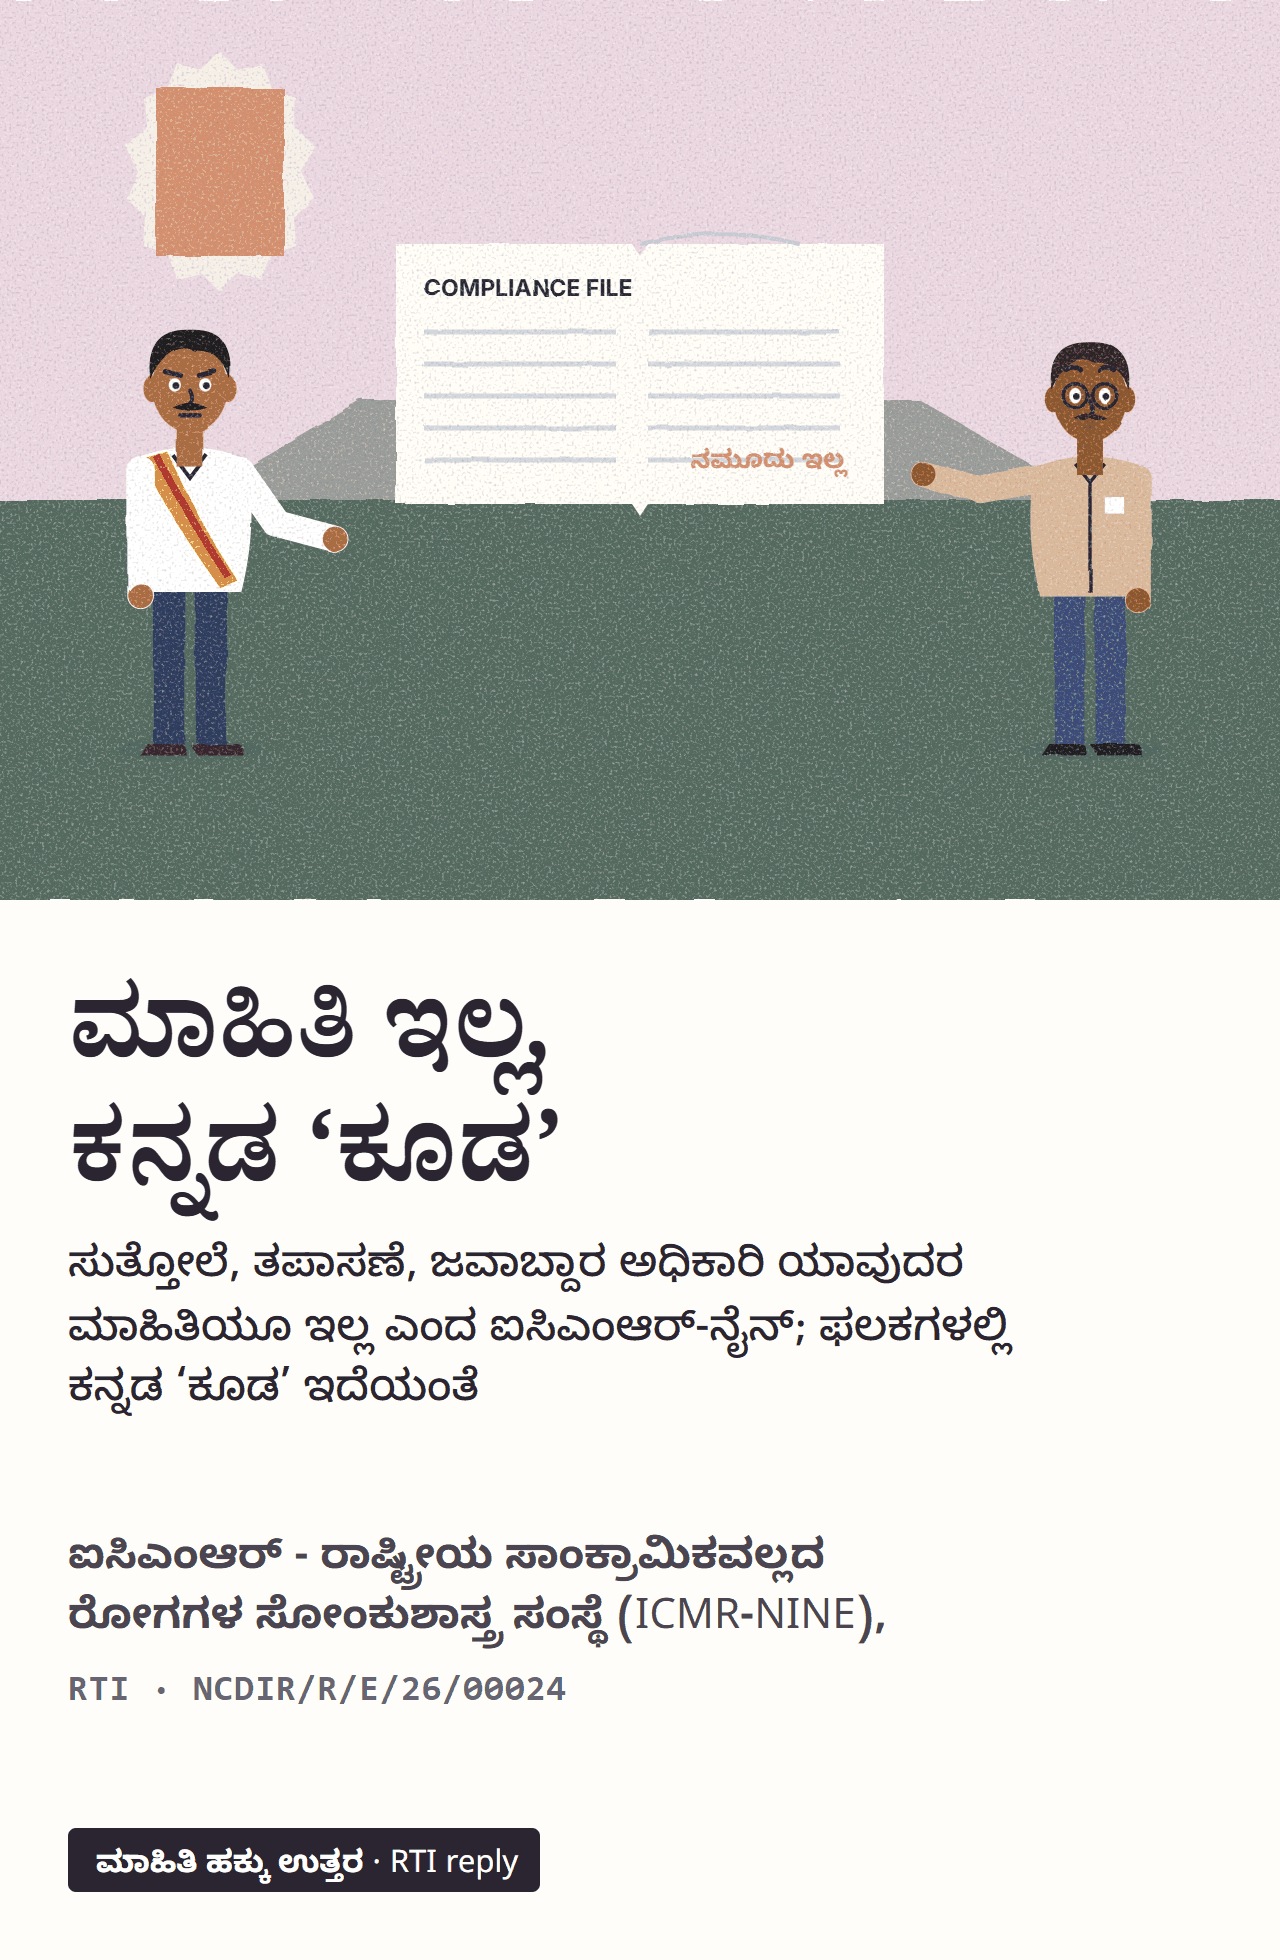 COMPLIANCE FILE
ನಮೂದು ಇಲ್ಲ
ಮಾಹಿತಿ ಇಲ್ಲ,
ಕನ್ನಡ ‘ಕೂಡ’
ಸುತ್ತೋಲೆ, ತಪಾಸಣೆ, ಜವಾಬ್ದಾರ ಅಧಿಕಾರಿ ಯಾವುದರ
ಮಾಹಿತಿಯೂ ಇಲ್ಲ ಎಂದ ಐಸಿಎಂಆರ್-ನೈನ್; ಫಲಕಗಳಲ್ಲಿ
ಕನ್ನಡ ‘ಕೂಡ’ ಇದೆಯಂತೆ
ಐಸಿಎಂಆರ್ - ರಾಷ್ಟ್ರೀಯ ಸಾಂಕ್ರಾಮಿಕವಲ್ಲದ
ರೋಗಗಳ ಸೋಂಕುಶಾಸ್ತ್ರ ಸಂಸ್ಥೆ (ICMR-NINE),
RTI · NCDIR/R/E/26/00024
ಮಾಹಿತಿ ಹಕ್ಕು ಉತ್ತರ · RTI reply